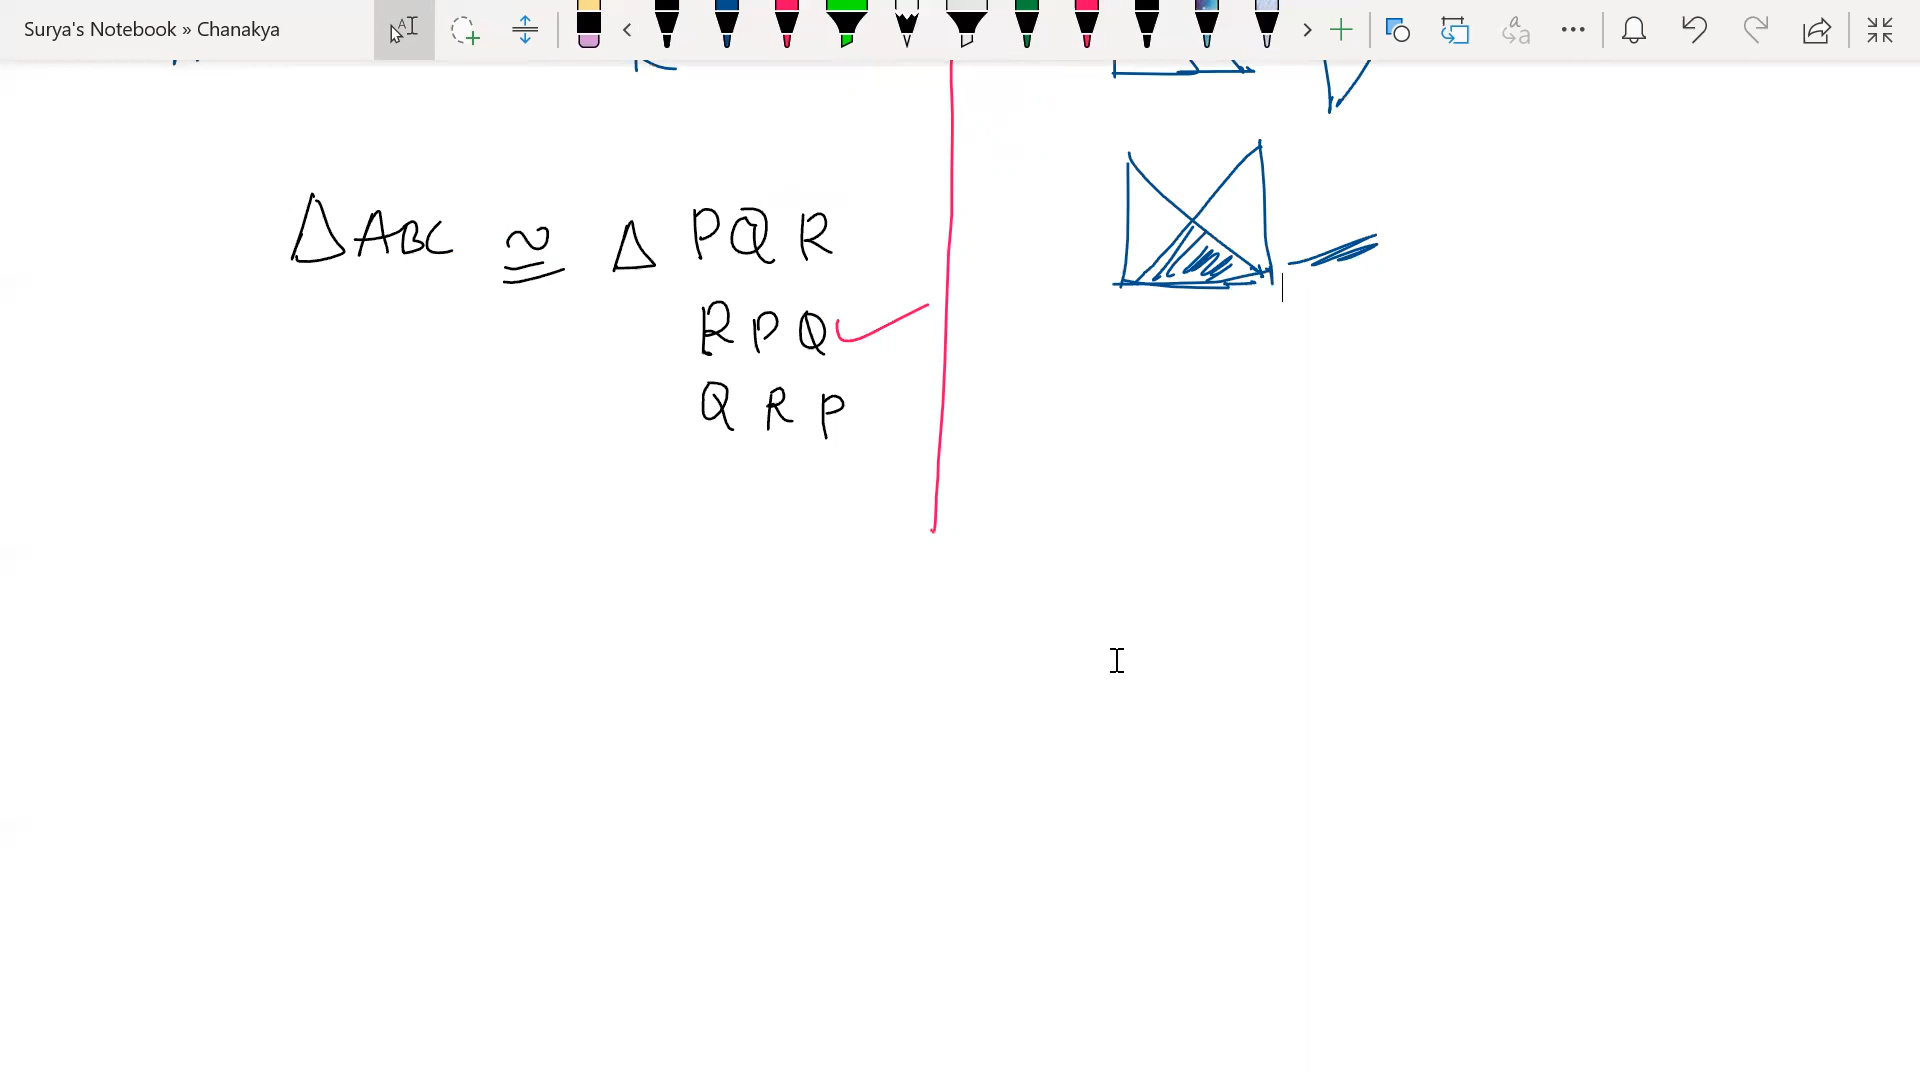 Surya's Notebook » Chanakya
△ABC ≅ △ PQR
RPQ ✓
QRP